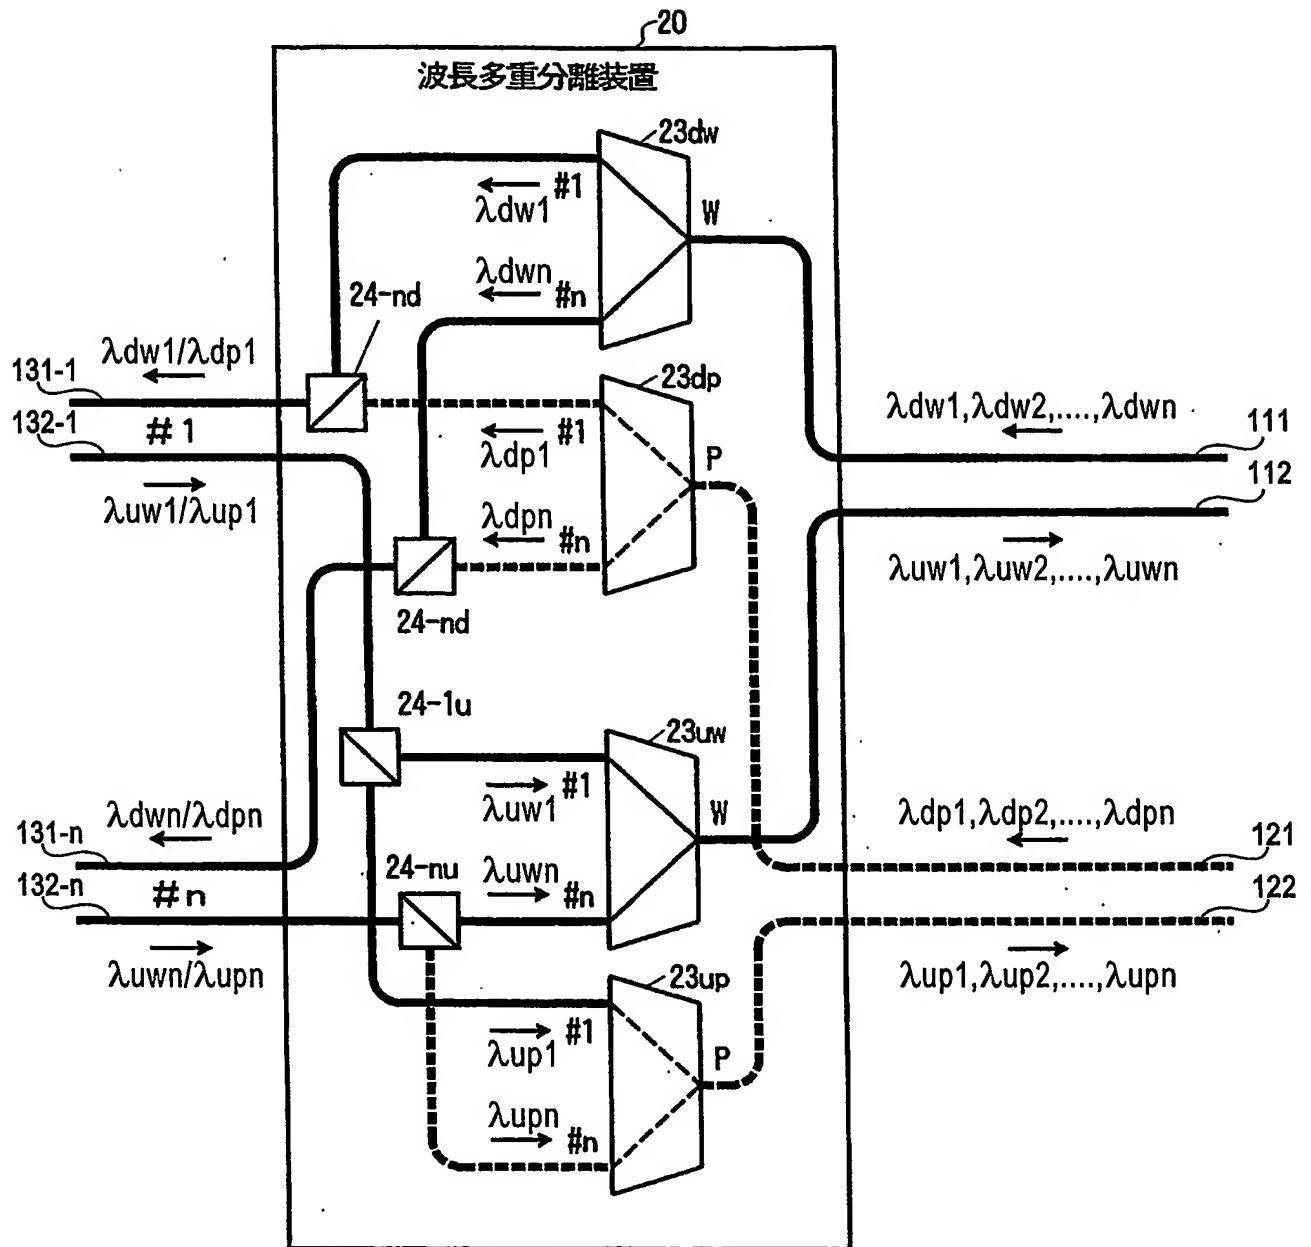 20
波長多重分離装置
23dw
#1
λdw1
W
λdwn
#n
24-nd
λdw1/λdp1
131-1
23dp
λdw1,λdw2,....,λdwn
111
132-1
#1
#1
λdp1
P
112
λuw1/λup1
λdpn
#n
λuw1,λuw2,....,λuwn
24-nd
24-1u
23uw
#1
λuw1
W
λdwn/λdpn
131-n
λdp1,λdp2,....,λdpn
121
24-nu
λuwn
132-n
#n
#n
122
λuwn/λupn
23up
λup1,λup2,....,λupn
#1
λup1
P
λupn
#n